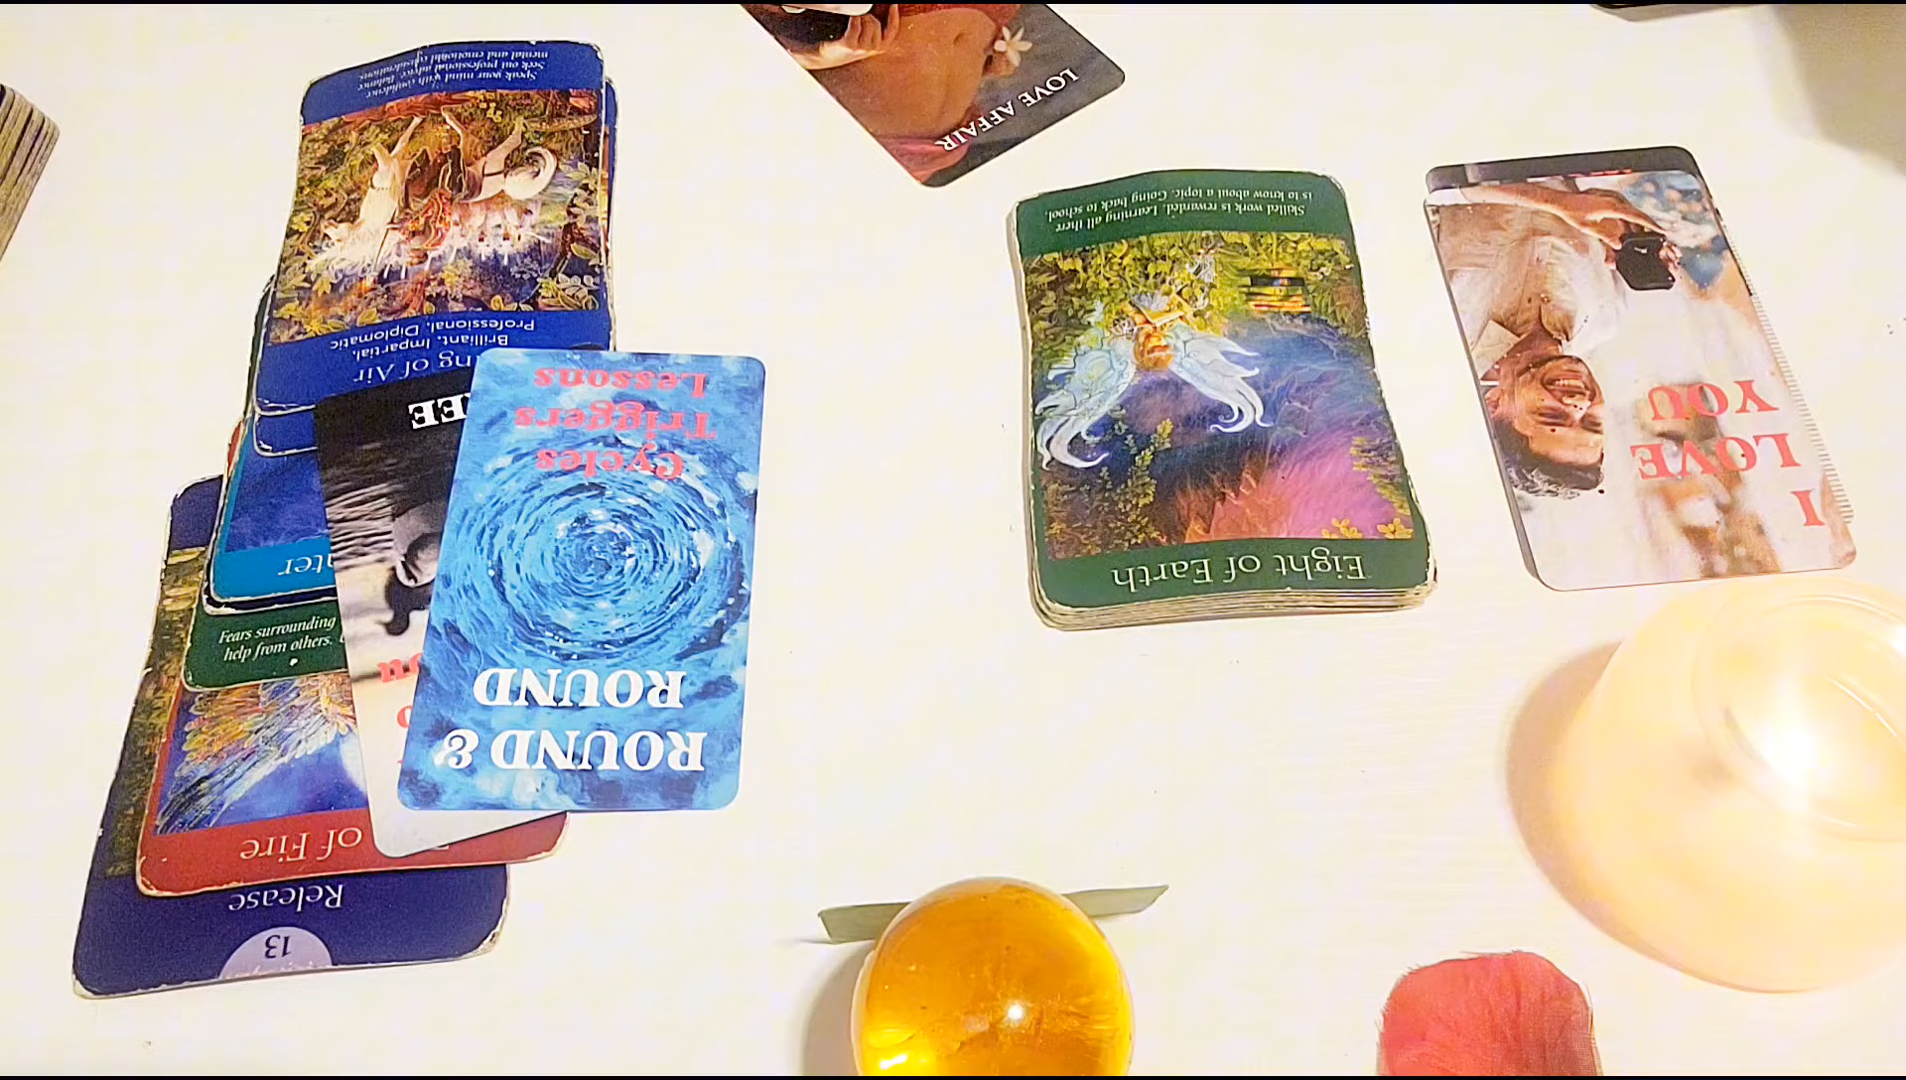 LOVE AFFAIR
Speak your mind with confidence.
Seek out professional advice. Balance
mental and emotional considerations.
Brilliant, Impartial,
Professional, Diplomatic
of Air
Round &
Round
Cycles
Triggers
Lessons
Fears surrounding
help from others.
of Fire
Release
13
Eight of Earth
Skilled work is rewarded. Learning all there
is to know about a topic. Going back to school.
I
LOVE
YOU